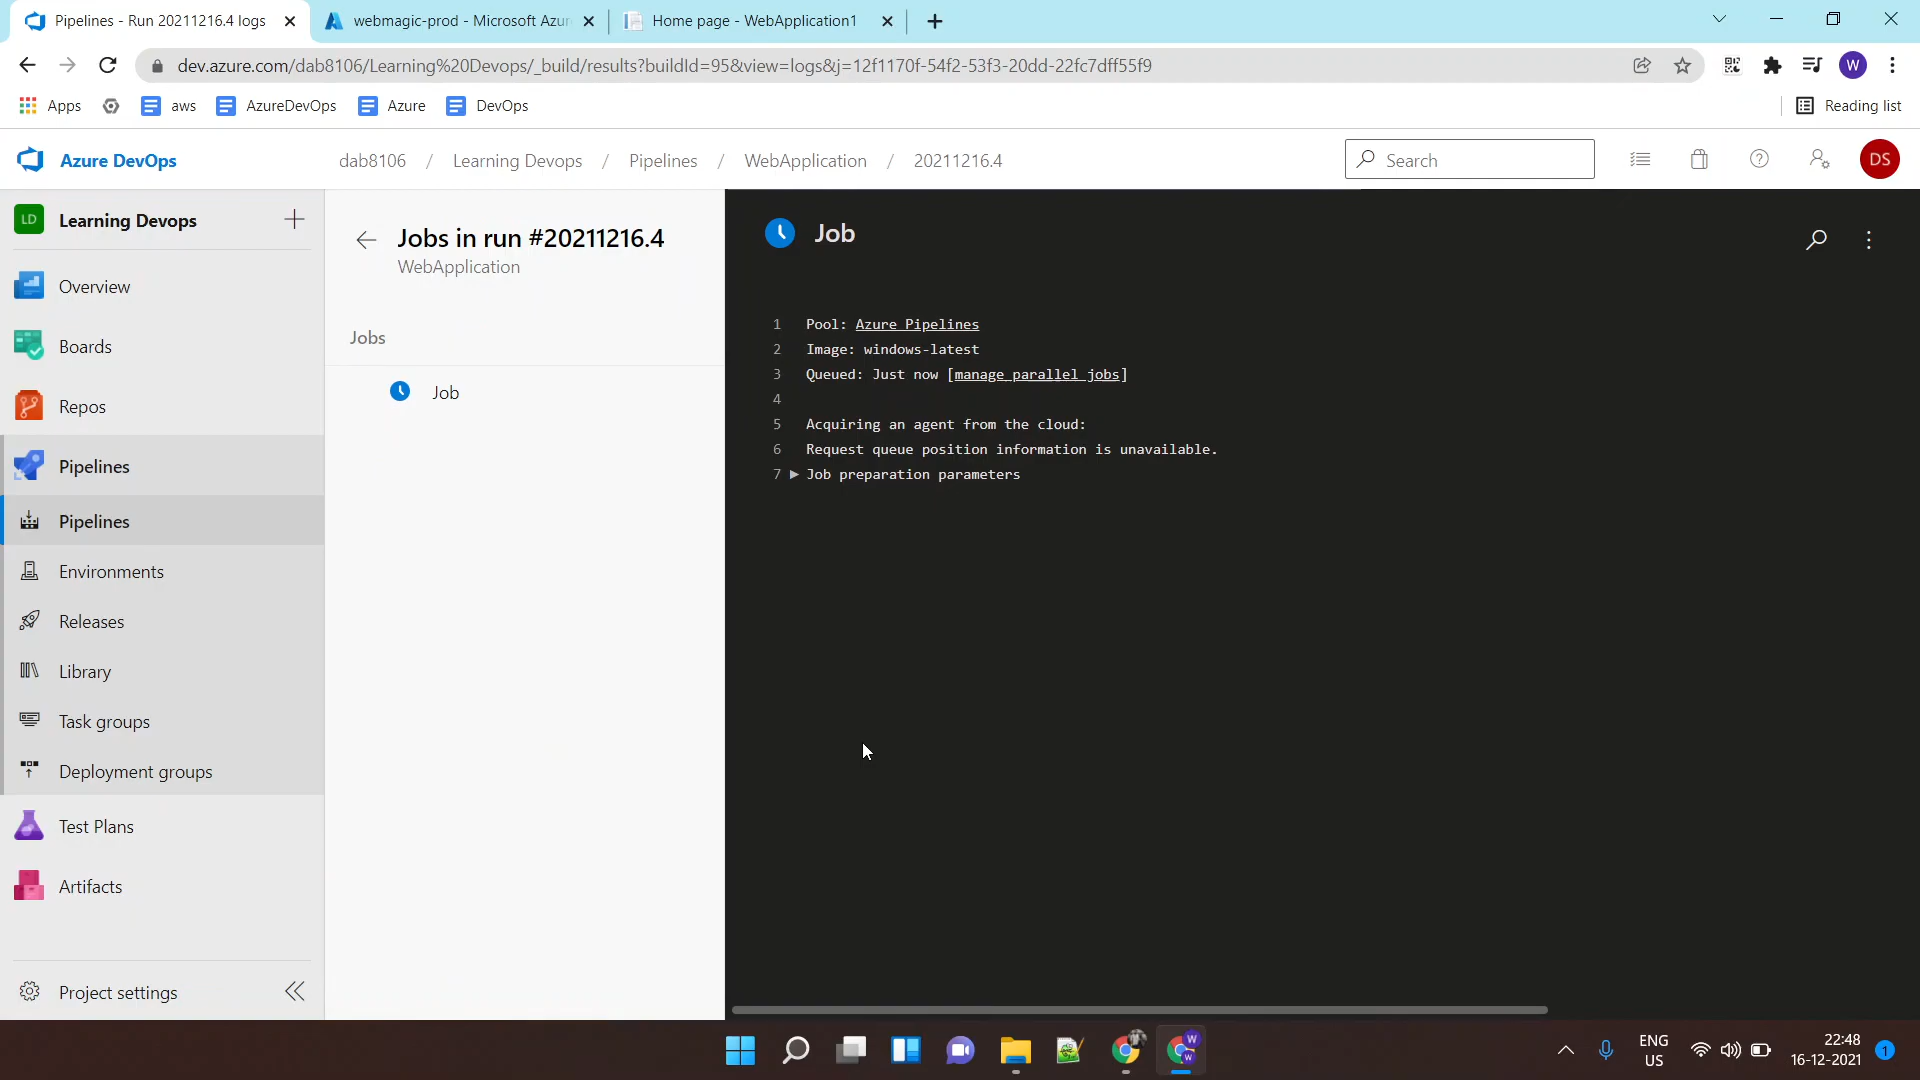 Pipelines - Run 20211216.4 logs
webmagic-prod - Microsoft Azu
Home page - WebApplication1
dev.azure.com/dab8106/Learning%20Devops/_build/results?buildId=95&view=logs&j=12f1170f-54f2-53f3-20dd-22fc7dff55f9
W
Apps
aws
AzureDevOps
Azure
DevOps
Reading list
Azure DevOps
dab8106 / Learning Devops / Pipelines / WebApplication / 20211216.4
Search
DS
LD
Learning Devops
Overview
Boards
Repos
Pipelines
Pipelines
Environments
Releases
Library
Task groups
Deployment groups
Test Plans
Artifacts
Project settings
Jobs in run #20211216.4
WebApplication
Jobs
Job
Job
1 Pool: Azure Pipelines
2 Image: windows-latest
3 Queued: Just now [manage parallel jobs]
4
5 Acquiring an agent from the cloud:
6 Request queue position information is unavailable.
7 Job preparation parameters
W
W
ENG
US
22:48
16-12-2021
1